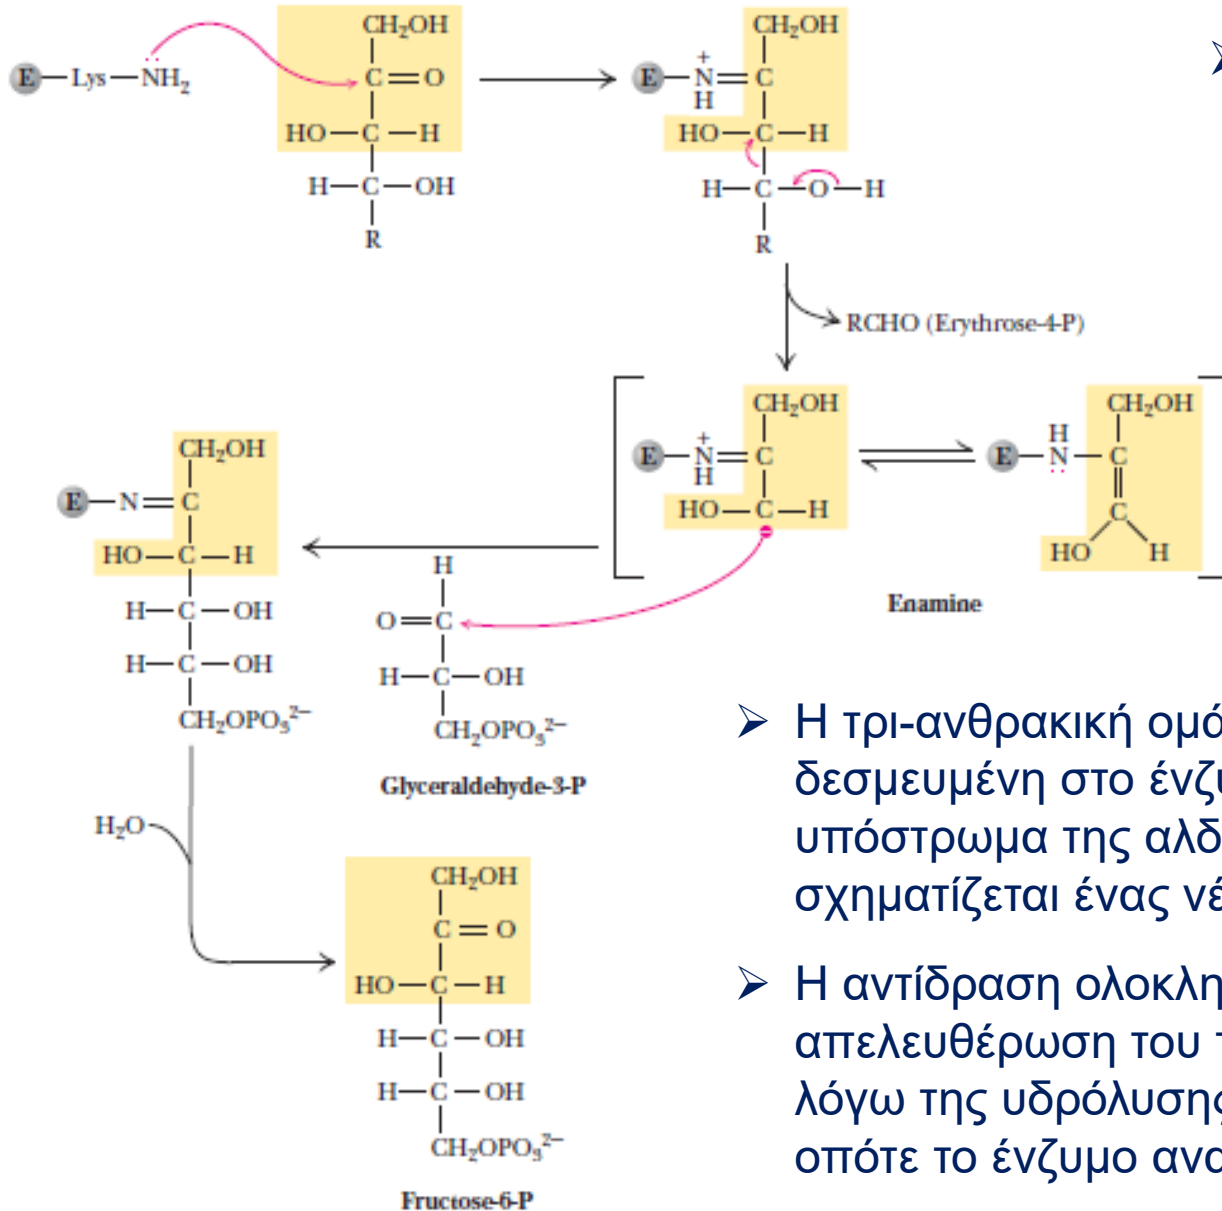 CH₂OH
E—Lys—NH₂
C=O
HO—C—H
H—C—OH
R
CH₂OH
E—N⁺=C
H
HO—C—H
H—C—O—H
R
RCHO (Erythrose-4-P)
CH₂OH
E—N⁺=C
H
HO—C—H
CH₂OH
H
E—N—C
C
HO H
Enamine
CH₂OH
E—N=C
HO—C—H
H—C—OH
H—C—OH
CH₂OPO₃²⁻
H
O=C
H—C—OH
CH₂OPO₃²⁻
Glyceraldehyde-3-P
H₂O
CH₂OH
C=O
HO—C—H
H—C—OH
H—C—OH
CH₂OPO₃²⁻
Fructose-6-P
➢
➢ Η τρι-ανθρακική ομά
δεσμευμένη στο ένζυ
υπόστρωμα της αλδ
σχηματίζεται ένας νέ
➢ Η αντίδραση ολοκλη
απελευθέρωση του τ
λόγω της υδρόλυσης
οπότε το ένζυμο ανα